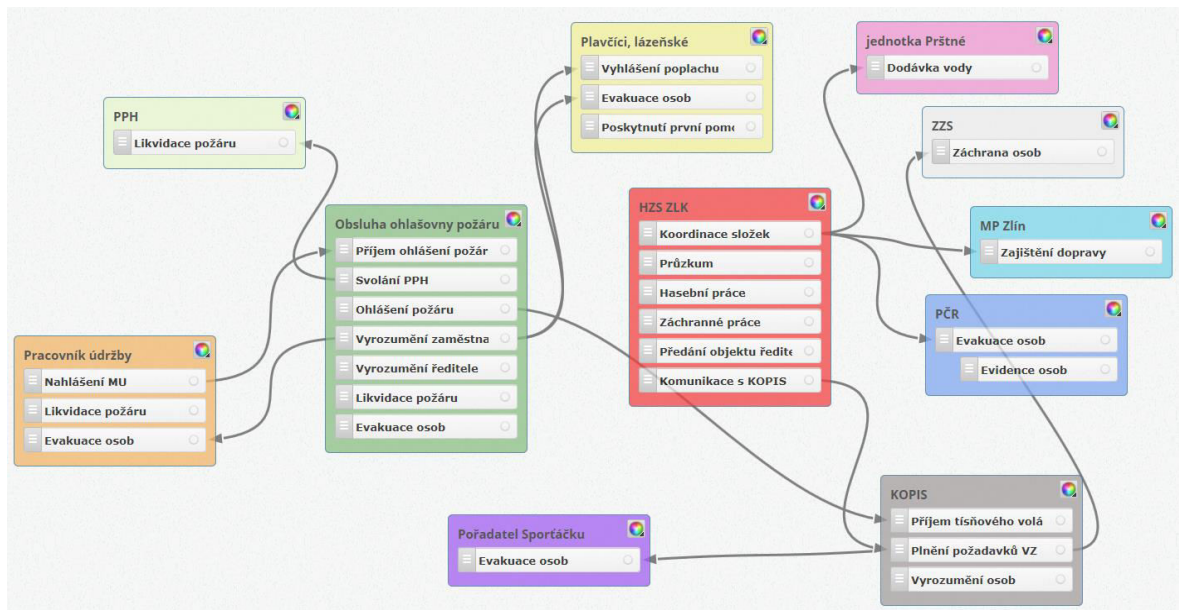 PPH
Likvidace požáru
Pracovník údržby
Nahlášení MU
Likvidace požáru
Evakuace osob
Obsluha ohlašovny požáru
Příjem ohlášení požár
Svolání PPH
Ohlášení požáru
Vyrozumění zaměstna
Vyrozumění ředitele
Likvidace požáru
Evakuace osob
Plavčíci, lázeňské
Vyhlášení poplachu
Evakuace osob
Poskytnutí první pomo
HZS ZLK
Koordinace složek
Průzkum
Hasební práce
Záchranné práce
Předání objektu ředite
Komunikace s KOPIS
Pořadatel Sporťáčku
Evakuace osob
jednotka Prštné
Dodávka vody
ZZS
Záchrana osob
MP Zlín
Zajištění dopravy
PČR
Evakuace osob
Evidence osob
KOPIS
Příjem tísňového volá
Plnění požadavků VZ
Vyrozumění osob